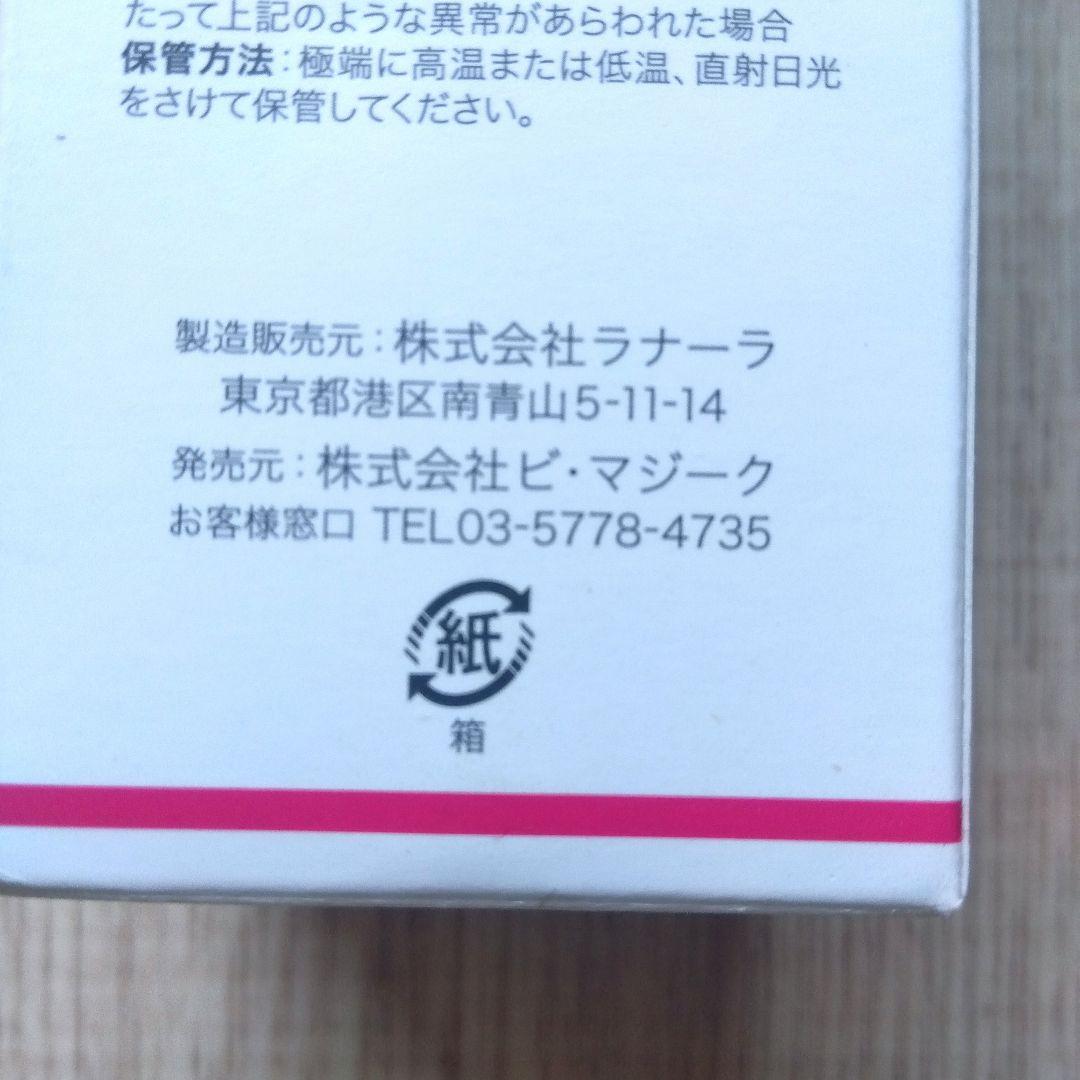 たって上記のような異常があらわれた場合
保管方法:極端に高温または低温、直射日光
をさけて保管してください。
製造販売元:株式会社ラナーラ
東京都港区南青山5-11-14
発売元:株式会社ビ・マジーク
お客様窓口 TEL03-5778-4735
紙
箱